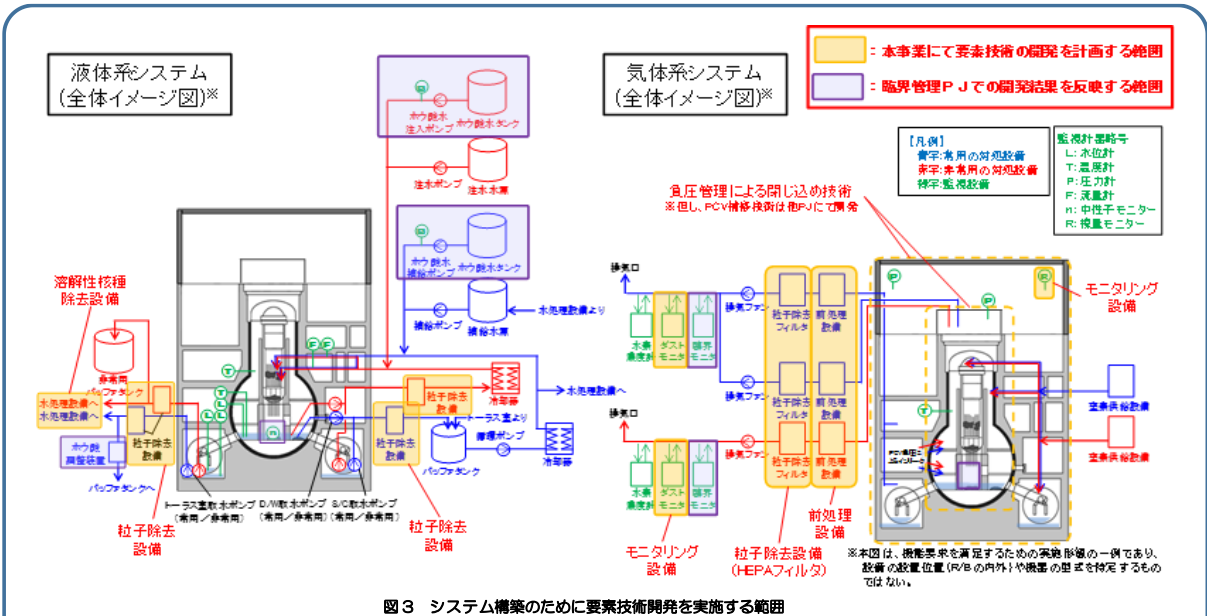 液体系システム
(全体イメージ図)※
気体系システム
(全体イメージ図)※
：本事業にて要素技術の開発を計画する範囲
：臨界管理ＰＪでの開発結果を反映する範囲
【凡例】
青字:常用の対処設備
赤字:非常用の対処設備
緑字:監視設備
監視計器略号
L:水位計
T:温度計
P:圧力計
F:流量計
n:中性子モニター
R:線量モニター
ホウ酸水
注入ポンプ
ホウ酸水タンク
注水ポンプ
注水水源
ホウ酸水
補給ポンプ
ホウ酸水タンク
補給ポンプ
補給水源
水処理設備より
溶解性核種
除去設備
非常用
バッファタンク
水処理設備へ
水処理設備へ
ホウ酸
調整装置
バッファタンクへ
粒子除去
設備
粒子除去
設備
トーラス室取水ポンプ
(常用／非常用)
D/W取水ポンプ
(常用／非常用)
S/C取水ポンプ
(常用／非常用)
粒子除去
設備
粒子除去設備
粒子除去
設備
冷却器
水処理設備へ
トーラス室より
循環ポンプ
バッファタンク
冷却器
F
F
T
T
L
L
L
n
負圧管理による閉じ込め技術
※但し、PCV補修技術は他PJにて開発
排気口
排気ファン
粒子除去
フィルタ
前処理
設備
水素
濃度計
ダスト
モニタ
臨界
モニタ
排気ファン
粒子除去
フィルタ
前処理
設備
排気口
排気ファン
粒子除去
フィルタ
前処理
設備
水素
濃度計
ダスト
モニタ
臨界
モニタ
モニタリング
設備
粒子除去設備
(HEPAフィルタ)
前処理
設備
P
P
R
T
モニタリング
設備
窒素供給設備
窒素供給設備
※本図は、機能要求を満足するための実施形態の一例であり、
設備の設置位置(R/Bの内外)や機器の型式を特定するもの
ではない。
図３　システム構築のために要素技術開発を実施する範囲